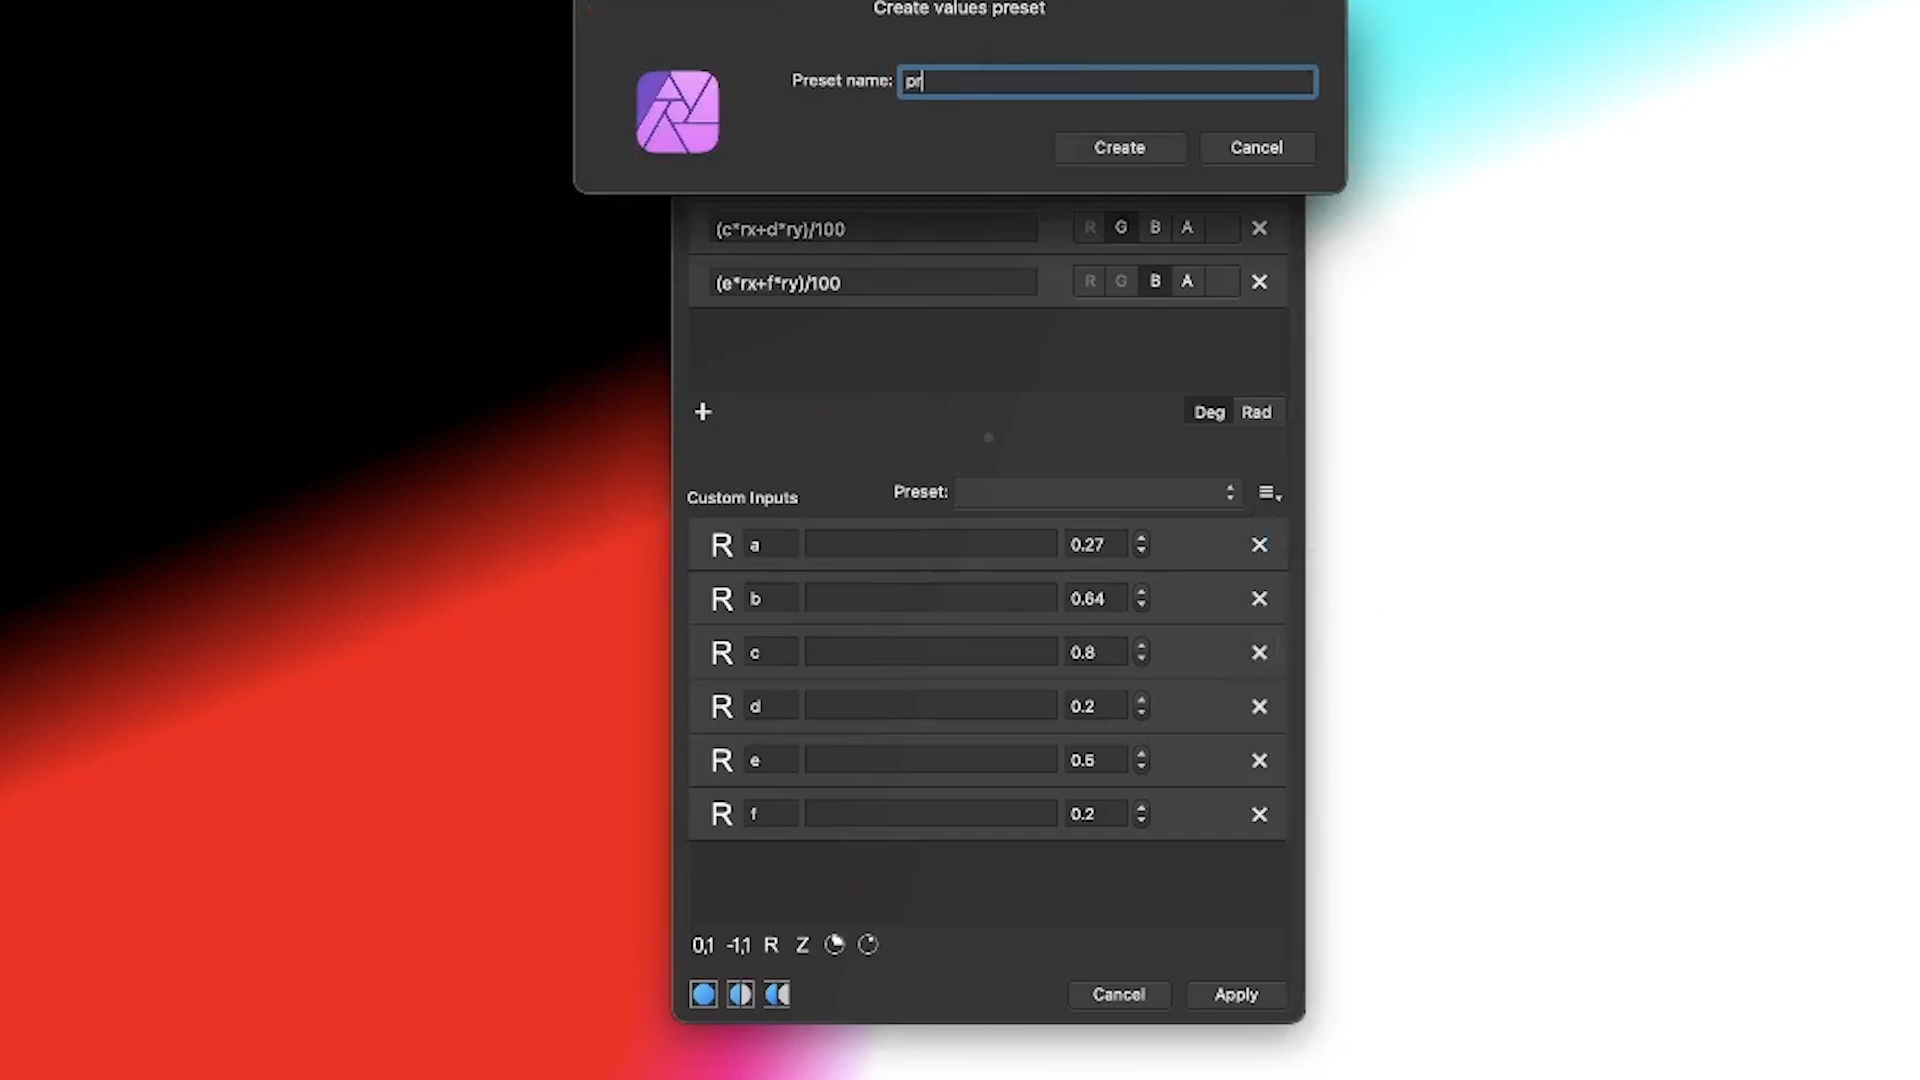 Create values preset
Preset name: pr
Create Cancel
(c*rx+d*ry)/100 R G B A
(e*rx+f*ry)/100 R G B A
Deg Rad
Custom Inputs Preset:
R a 0.27
R b 0.64
R c 0.8
R d 0.2
R e 0.5
R f 0.2
0,1 -1,1 R Z
Cancel Apply